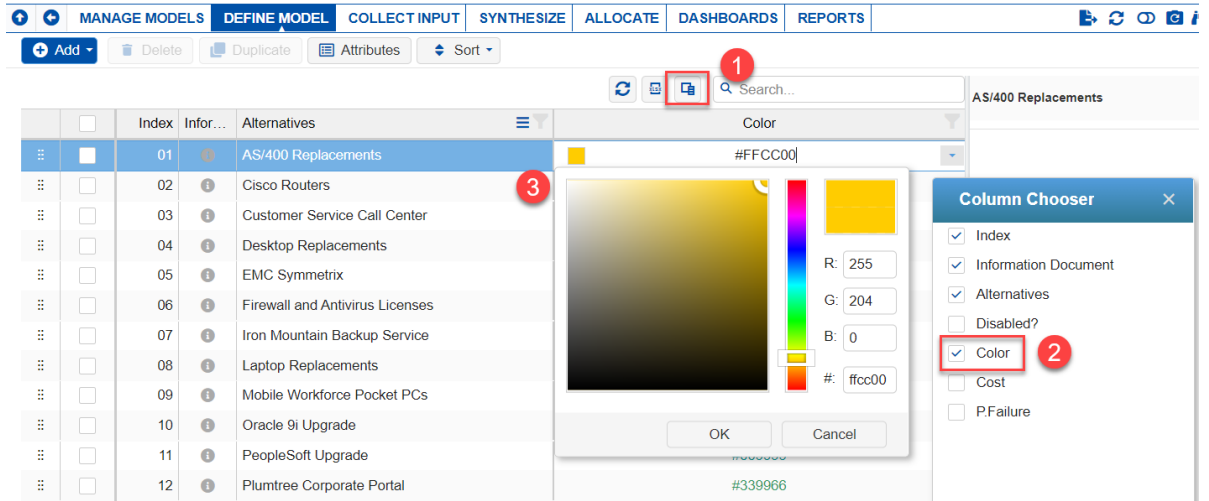 MANAGE MODELS DEFINE MODEL COLLECT INPUT SYNTHESIZE ALLOCATE DASHBOARDS REPORTS
Add Delete Duplicate Attributes Sort
1
Search...
AS/400 Replacements
Index Infor... Alternatives Color
01 AS/400 Replacements #FFCC00
02 Cisco Routers
03 Customer Service Call Center
04 Desktop Replacements
05 EMC Symmetrix
06 Firewall and Antivirus Licenses
07 Iron Mountain Backup Service
08 Laptop Replacements
09 Mobile Workforce Pocket PCs
10 Oracle 9i Upgrade
11 PeopleSoft Upgrade
12 Plumtree Corporate Portal #339966
3
R: 255
G: 204
B: 0
#: ffcc00
OK Cancel
Column Chooser
Index
Information Document
Alternatives
Disabled?
Color 2
Cost
P.Failure